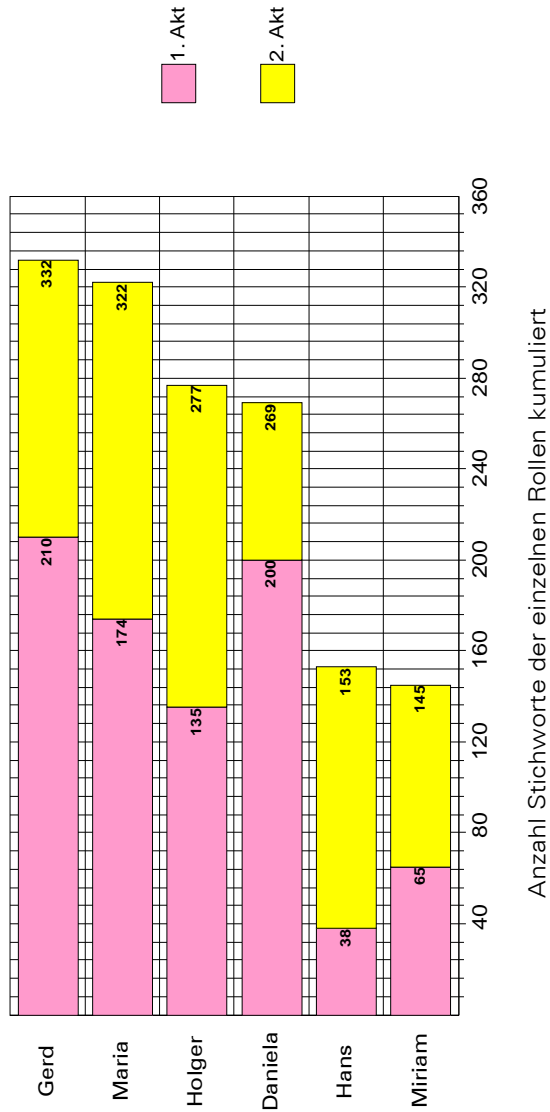 1. Akt
2. Akt
Gerd 210 332
Maria 174 322
Holger 135 277
Daniela 200 269
Hans 38 153
Miriam 65 145
40 80 120 160 200 240 280 320 360
Anzahl Stichworte der einzelnen Rollen kumuliert